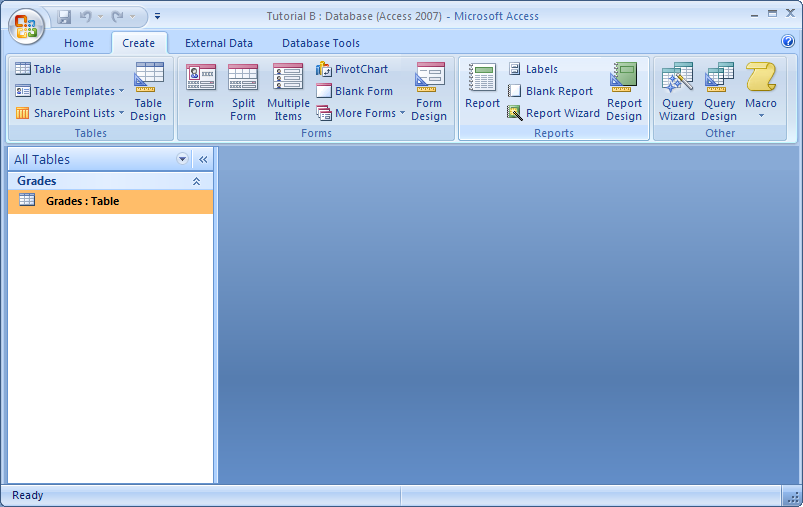 Tutorial B : Database (Access 2007) - Microsoft Access
Home Create External Data Database Tools
Table
Table Templates
SharePoint Lists
Table
Design
Tables
Form
Split
Form
Multiple
Items
PivotChart
Blank Form
More Forms
Form
Design
Forms
Report
Labels
Blank Report
Report Wizard
Report
Design
Reports
Query
Wizard
Query
Design
Macro
Other
All Tables
Grades
Grades : Table
Ready